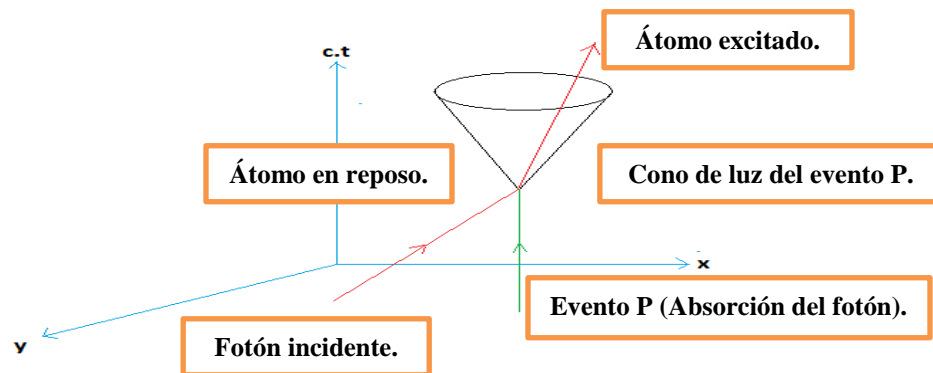 Átomo excitado.
c.t
Átomo en reposo.
Cono de luz del evento P.
x
Evento P (Absorción del fotón).
y
Fotón incidente.